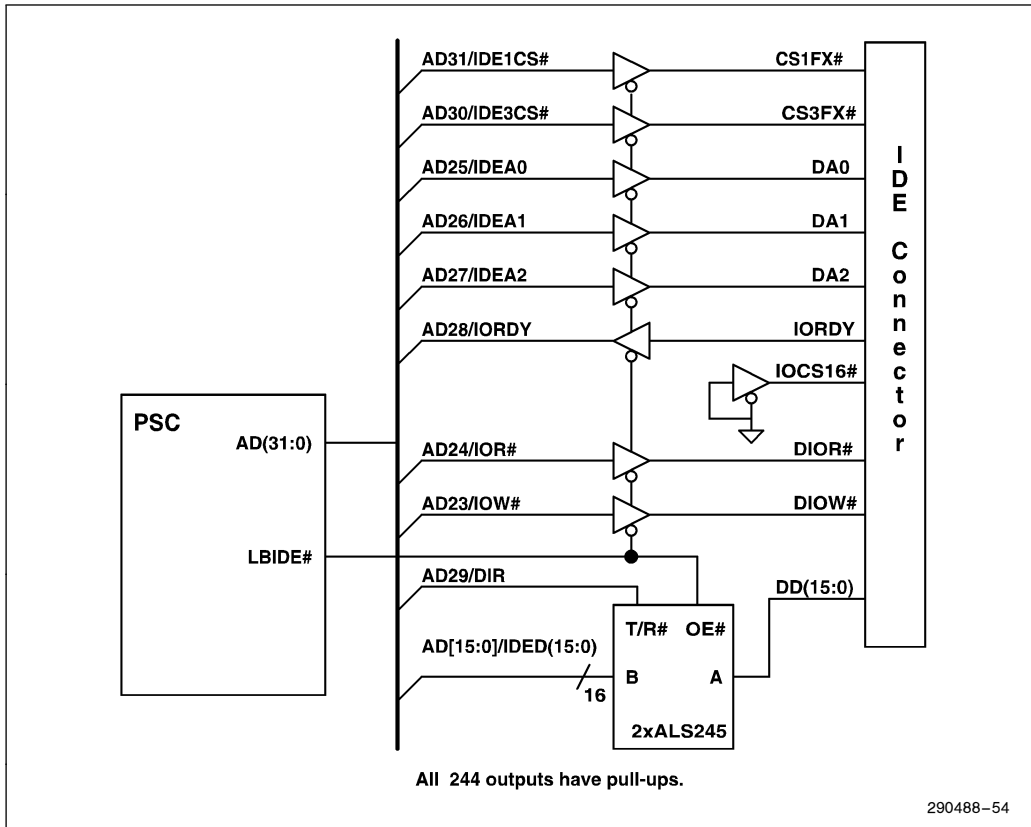 AD31/IDE1CS# CS1FX#
AD30/IDE3CS# CS3FX#
AD25/IDEA0 DA0
AD26/IDEA1 DA1
AD27/IDEA2 DA2
AD28/IORDY IORDY
IOCS16#
IDE Connector
PSC
AD(31:0)
AD24/IOR# DIOR#
AD23/IOW# DIOW#
LBIDE#
AD29/DIR
DD(15:0)
T/R# OE#
AD[15:0]/IDED(15:0)
B A
16
2xALS245
All 244 outputs have pull-ups.
290488-54